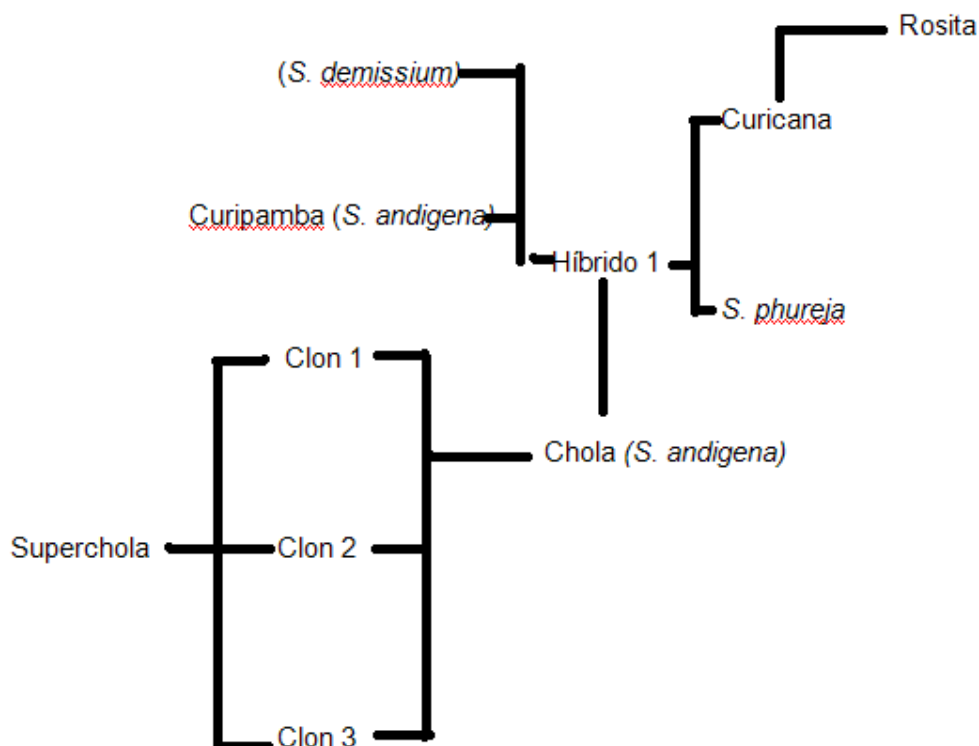 Rosita
(S. demissium)
Curicana
Curipamba (S. andigena)
Híbrido 1
S. phureja
Clon 1
Chola (S. andigena)
Superchola
Clon 2
Clon 3